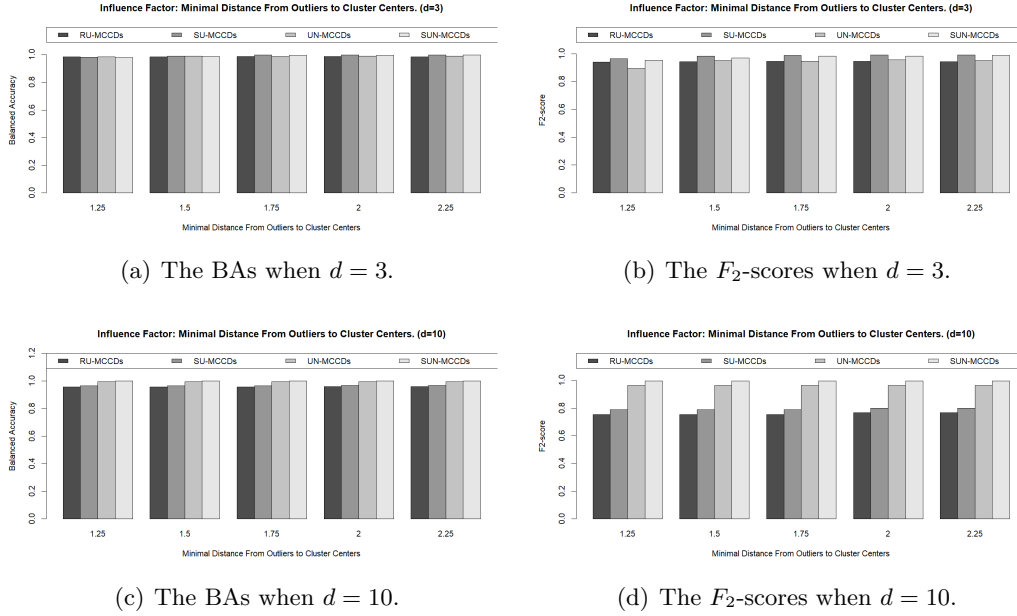 Influence Factor: Minimal Distance From Outliers to Cluster Centers. (d=3)
RU-MCCDs SU-MCCDs UN-MCCDs SUN-MCCDs
Balanced Accuracy
0.0 0.2 0.4 0.6 0.8 1.0
1.25 1.5 1.75 2 2.25
Minimal Distance From Outliers to Cluster Centers
(a) The BAs when d = 3.
Influence Factor: Minimal Distance From Outliers to Cluster Centers. (d=3)
RU-MCCDs SU-MCCDs UN-MCCDs SUN-MCCDs
F2-score
0.0 0.2 0.4 0.6 0.8 1.0
1.25 1.5 1.75 2 2.25
Minimal Distance From Outliers to Cluster Centers
(b) The F₂-scores when d = 3.
Influence Factor: Minimal Distance From Outliers to Cluster Centers. (d=10)
RU-MCCDs SU-MCCDs UN-MCCDs SUN-MCCDs
Balanced Accuracy
0.0 0.2 0.4 0.6 0.8 1.0 1.2
1.25 1.5 1.75 2 2.25
Minimal Distance From Outliers to Cluster Centers
(c) The BAs when d = 10.
Influence Factor: Minimal Distance From Outliers to Cluster Centers. (d=10)
RU-MCCDs SU-MCCDs UN-MCCDs SUN-MCCDs
F2-score
0.0 0.2 0.4 0.6 0.8 1.0
1.25 1.5 1.75 2 2.25
Minimal Distance From Outliers to Cluster Centers
(d) The F₂-scores when d = 10.